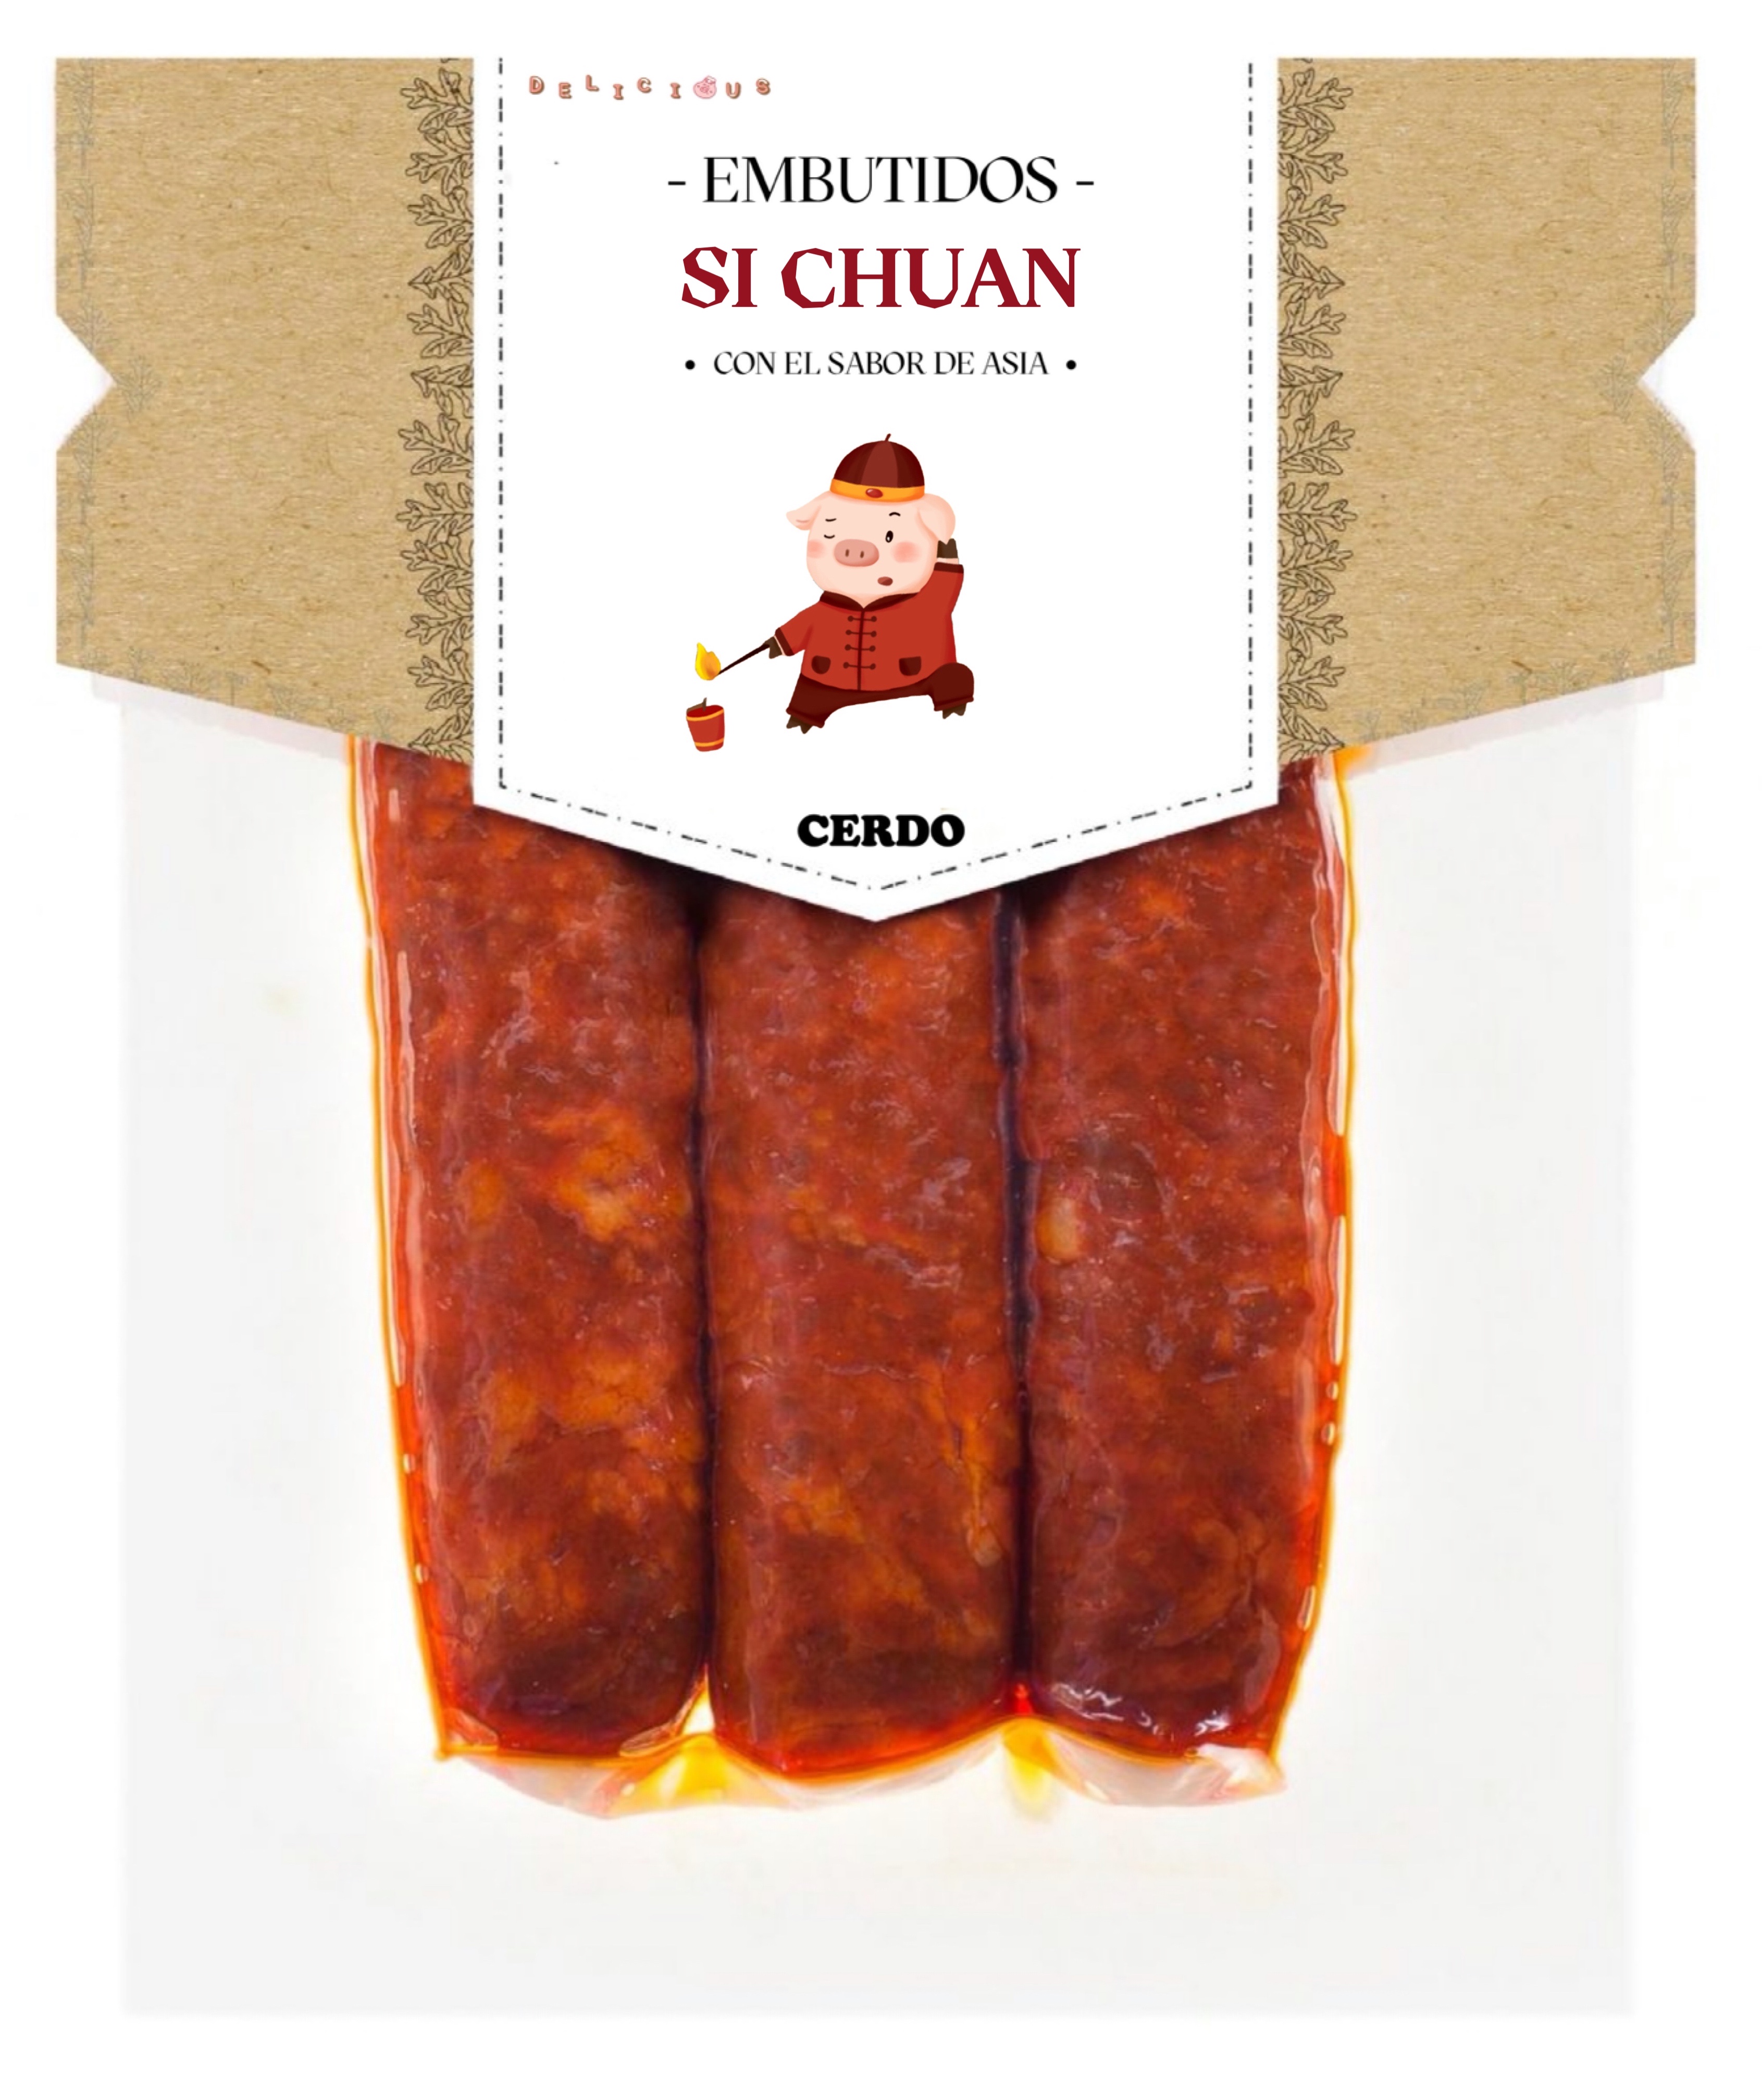 DELICIOUS
- EMBUTIDOS -
SI CHUAN
• CON EL SABOR DE ASIA •
CERDO